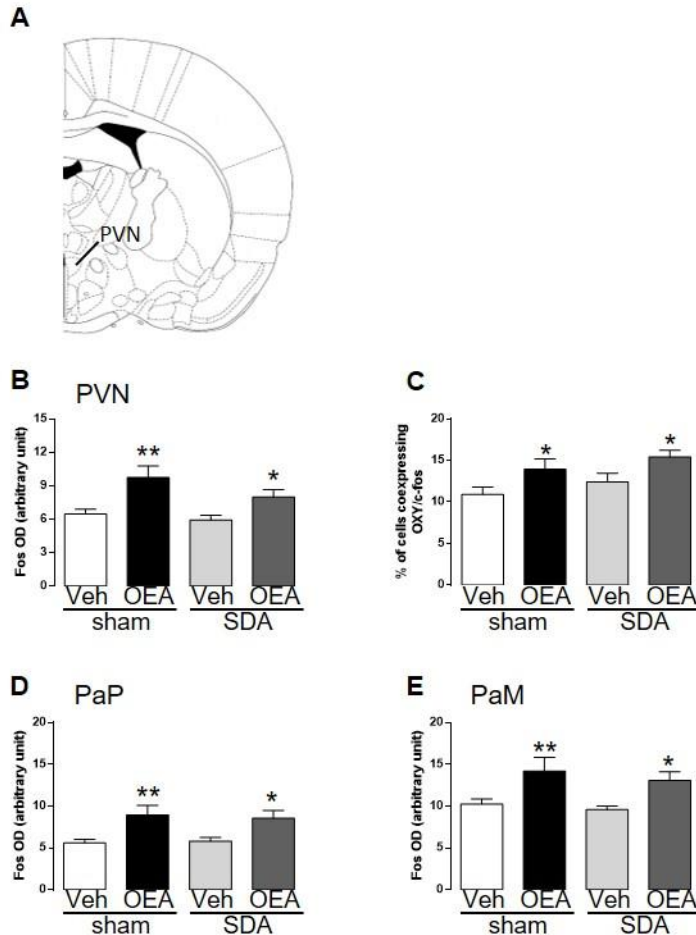 A
PVN
B PVN
Fos OD (arbitrary unit)
15
12
9
6
3
0
**
*
Veh OEA Veh OEA
sham SDA
C
% of cells coexpressing
OXY/c-fos
20
15
10
5
0
*
*
Veh OEA Veh OEA
sham SDA
D PaP
Fos OD (arbitrary unit)
20
15
10
5
0
**
*
Veh OEA Veh OEA
sham SDA
E PaM
Fos OD (arbitrary unit)
20
15
10
5
0
**
*
Veh OEA Veh OEA
sham SDA